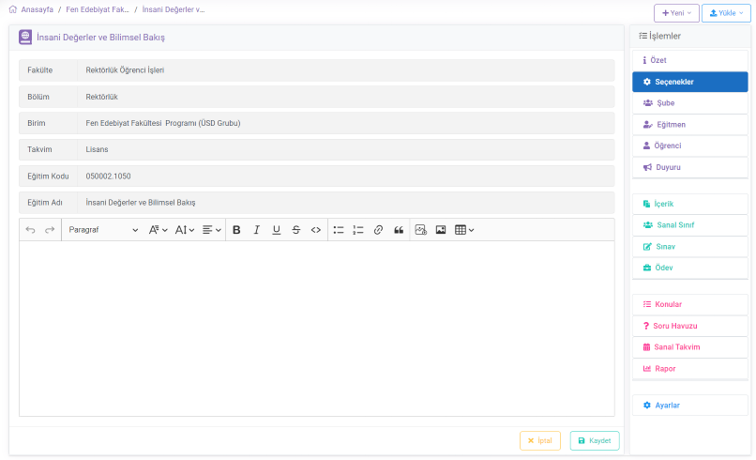 Anasayfa / Fen Edebiyat Fak... / İnsani Değerler v...
Yeni
Yükle
İnsani Değerler ve Bilimsel Bakış
Fakülte Rektörlük Öğrenci İşleri
Bölüm Rektörlük
Birim Fen Edebiyat Fakültesi Programı (ÜSD Grubu)
Takvim Lisans
Eğitim Kodu 050002.1050
Eğitim Adı İnsani Değerler ve Bilimsel Bakış
Paragraf
İptal
Kaydet
İşlemler
Özet
Seçenekler
Şube
Eğitmen
Öğrenci
Duyuru
İçerik
Sanal Sınıf
Sınav
Ödev
Konular
Soru Havuzu
Sanal Takvim
Rapor
Ayarlar